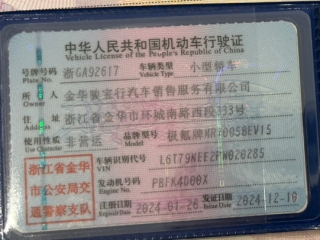 中华人民共和国机动车行驶证
Vehicle License of the People's Republic of China
号牌号码 浙GA92617 车辆类型 小型轿车
Plate No. Vehicle Type
所 有 人 金华骏宝行汽车销售服务有限公司
Owner
住 址 浙江省金华市环城南路西段333号
Address
使用性质 非营运 品牌型号
Use Character Model
浙江省金华
市公安局交
通警察支队
车辆识别代号
VIN
发动机号码
Engine No.
注册日期 2024-01-26 发证日期 2024-12-19
Register Date Issue Date